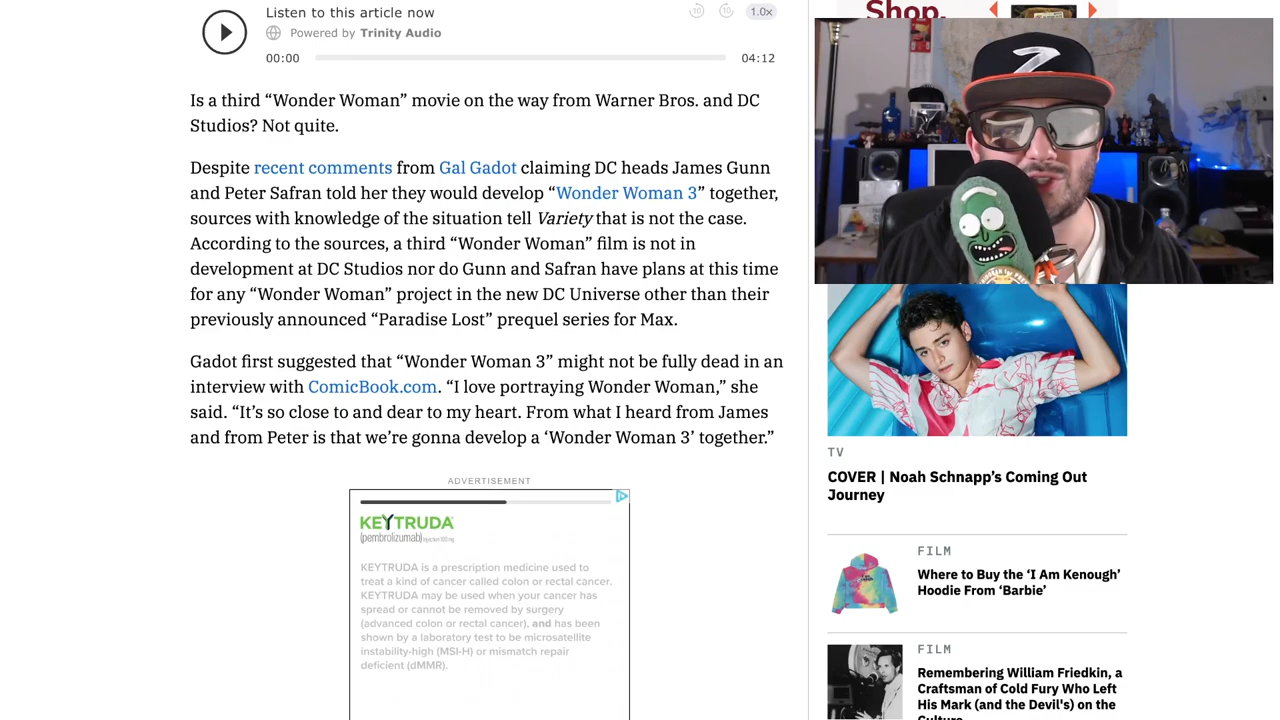 Shop.
Listen to this article now
10
10
1.0x
Powered by Trinity Audio
00:00
04:12
Is a third “Wonder Woman” movie on the way from Warner Bros. and DC
Studios? Not quite.
Despite recent comments from Gal Gadot claiming DC heads James Gunn
and Peter Safran told her they would develop “Wonder Woman 3” together,
sources with knowledge of the situation tell Variety that is not the case.
According to the sources, a third “Wonder Woman” film is not in
development at DC Studios nor do Gunn and Safran have plans at this time
for any “Wonder Woman” project in the new DC Universe other than their
previously announced “Paradise Lost” prequel series for Max.
Gadot first suggested that “Wonder Woman 3” might not be fully dead in an
interview with ComicBook.com. “I love portraying Wonder Woman,” she
said. “It’s so close to and dear to my heart. From what I heard from James
and from Peter is that we’re gonna develop a ‘Wonder Woman 3’ together.”
ADVERTISEMENT
KEYTRUDA
(pembrolizumab) Injection 100 mg
KEYTRUDA is a prescription medicine used to
treat a kind of cancer called colon or rectal cancer.
KEYTRUDA may be used when your cancer has
spread or cannot be removed by surgery
(advanced colon or rectal cancer), and has been
shown by a laboratory test to be microsatellite
instability-high (MSI-H) or mismatch repair
deficient (dMMR).
TV
COVER | Noah Schnapp’s Coming Out
Journey
FILM
Where to Buy the ‘I Am Kenough’
Hoodie From ‘Barbie’
FILM
Remembering William Friedkin, a
Craftsman of Cold Fury Who Left
His Mark (and the Devil's) on the
Culture